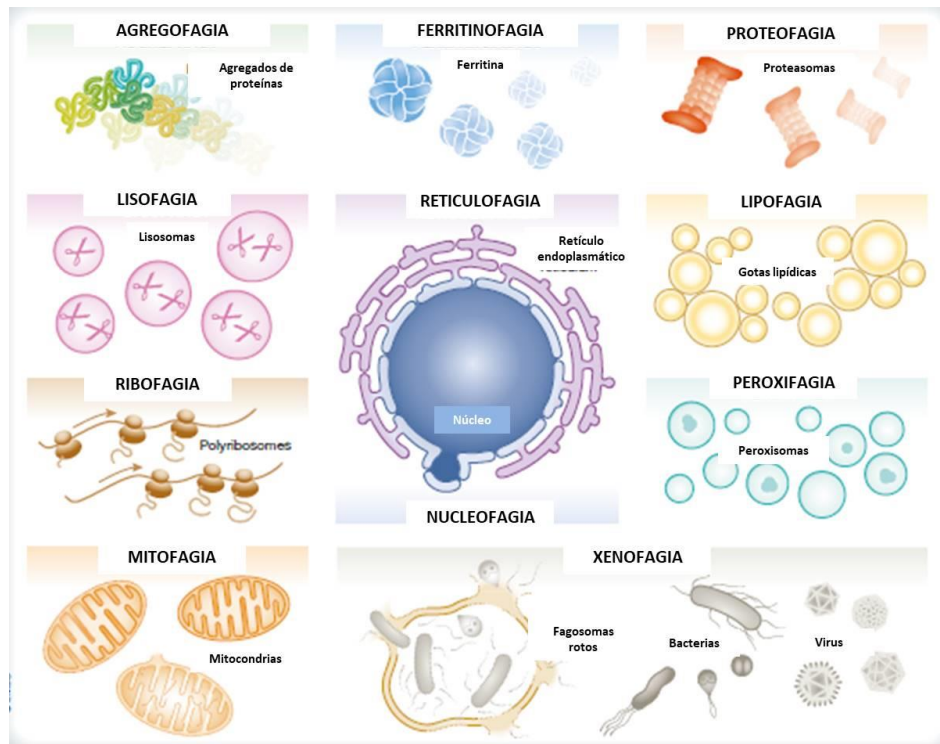 AGREGOFAGIA
Agregados de
proteínas
FERRITINOFAGIA
Ferritina
PROTEOFAGIA
Proteasomas
LISOFAGIA
Lisosomas
RETICULOFAGIA
Retículo
endoplasmático
LIPOFAGIA
Gotas lipídicas
RIBOFAGIA
Polyribosomes
Núcleo
NUCLEOFAGIA
PEROXIFAGIA
Peroxisomas
MITOFAGIA
Mitocondrias
XENOFAGIA
Fagosomas
rotos
Bacterias
Virus